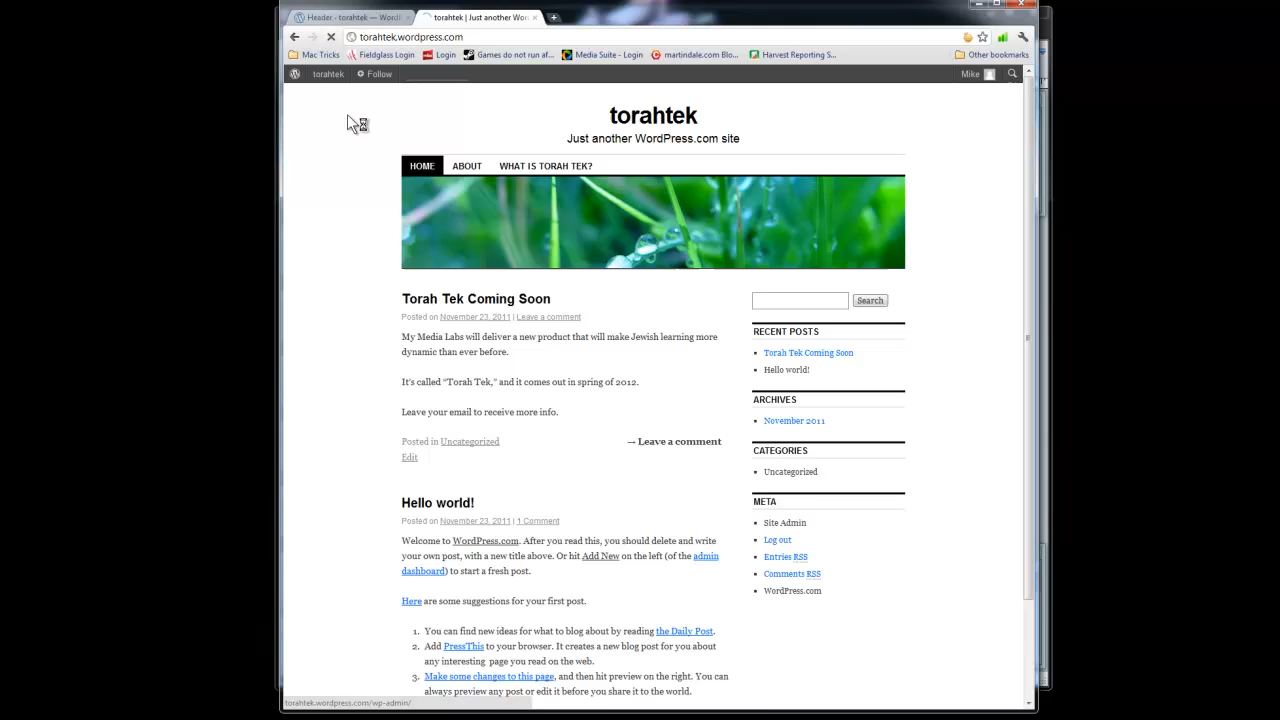 Header - torahtek — WordP
torahtek | Just another Wor
torahtek.wordpress.com
Mac Tricks
Fieldglass Login
Login
Games do not run af...
Media Suite - Login
martindale.com Blo...
Harvest Reporting S...
Other bookmarks
torahtek
Follow
Mike
torahtek
Just another WordPress.com site
HOME
ABOUT
WHAT IS TORAH TEK?
Torah Tek Coming Soon
Posted on November 23, 2011 | Leave a comment
My Media Labs will deliver a new product that will make Jewish learning more
dynamic than ever before.
It's called “Torah Tek,” and it comes out in spring of 2012.
Leave your email to receive more info.
Posted in Uncategorized
→ Leave a comment
Edit
Hello world!
Posted on November 23, 2011 | 1 Comment
Welcome to WordPress.com. After you read this, you should delete and write
your own post, with a new title above. Or hit Add New on the left (of the admin
dashboard) to start a fresh post.
Here are some suggestions for your first post.
1. You can find new ideas for what to blog about by reading the Daily Post.
2. Add PressThis to your browser. It creates a new blog post for you about
any interesting page you read on the web.
3. Make some changes to this page, and then hit preview on the right. You can
always preview any post or edit it before you share it to the world.
Search
RECENT POSTS
Torah Tek Coming Soon
Hello world!
ARCHIVES
November 2011
CATEGORIES
Uncategorized
META
Site Admin
Log out
Entries RSS
Comments RSS
WordPress.com
torahtek.wordpress.com/wp-admin/